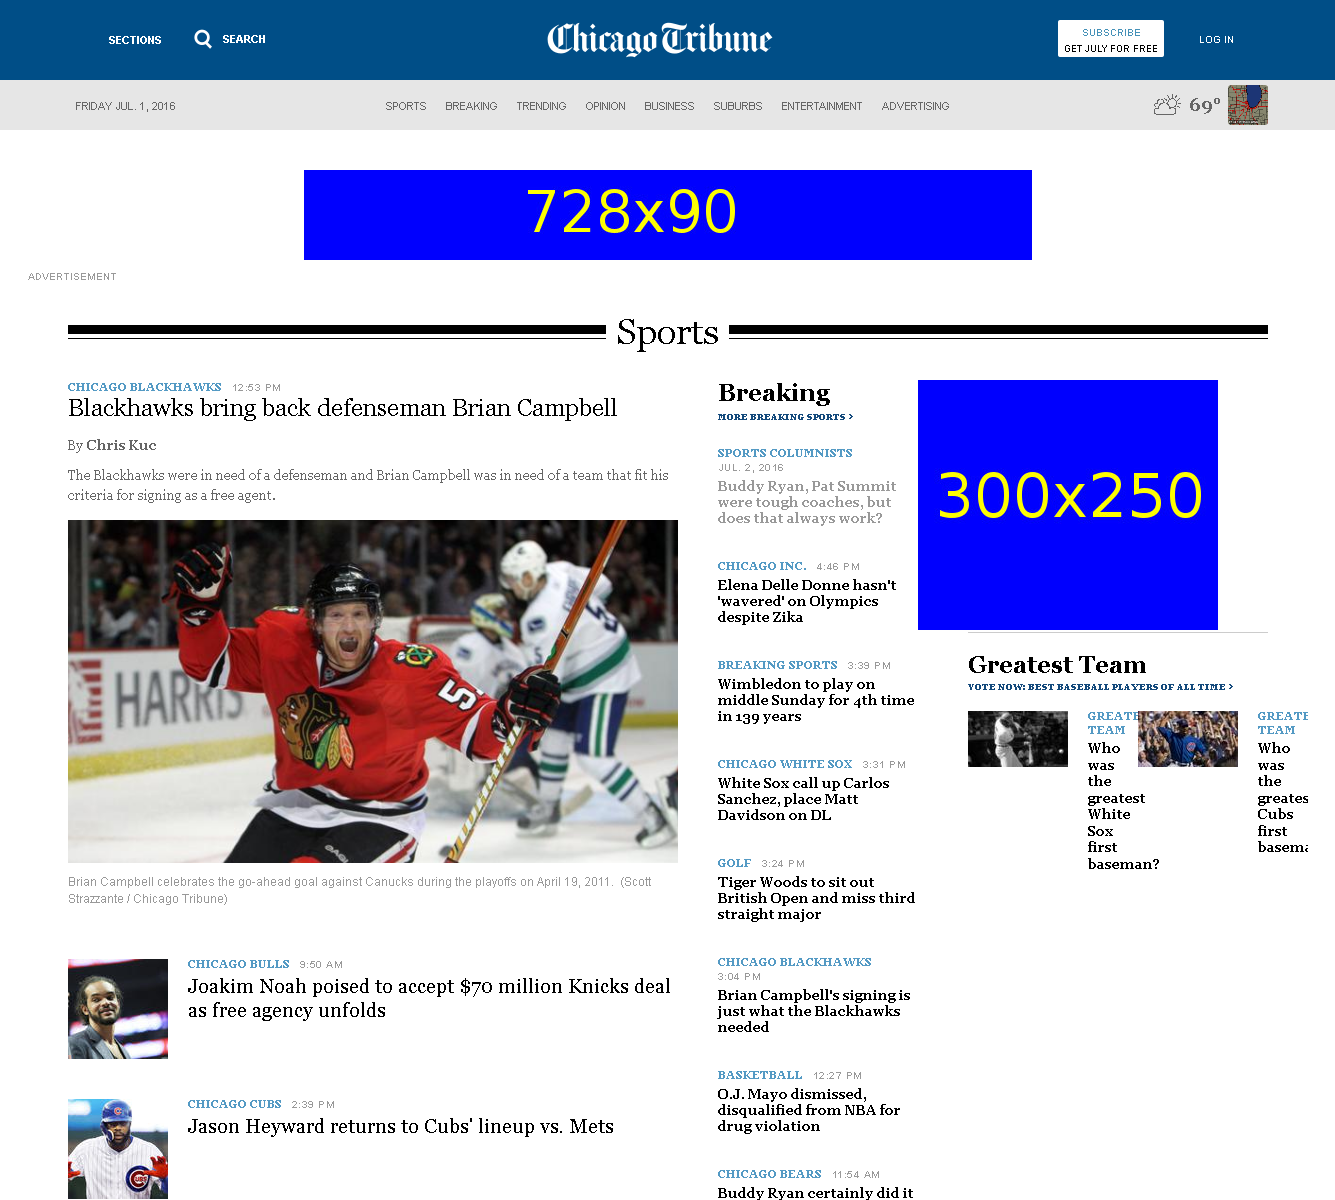 SECTIONS
SEARCH
Chicago Tribune
SUBSCRIBE
GET JULY FOR FREE
LOG IN
FRIDAY JUL. 1, 2016
SPORTS
BREAKING
TRENDING
OPINION
BUSINESS
SUBURBS
ENTERTAINMENT
ADVERTISING
69º
728x90
ADVERTISEMENT
Sports
CHICAGO BLACKHAWKS 12:53 PM
Blackhawks bring back defenseman Brian Campbell
By Chris Kuc
The Blackhawks were in need of a defenseman and Brian Campbell was in need of a team that fit his
criteria for signing as a free agent.
HARRIS
51
Brian Campbell celebrates the go-ahead goal against Canucks during the playoffs on April 19, 2011.  (Scott
Strazzante / Chicago Tribune)
CHICAGO BULLS 9:50 AM
Joakim Noah poised to accept $70 million Knicks deal
as free agency unfolds
CHICAGO CUBS 2:39 PM
Jason Heyward returns to Cubs' lineup vs. Mets
CUBS
Breaking
MORE BREAKING SPORTS >
SPORTS COLUMNISTS
JUL. 2, 2016
Buddy Ryan, Pat Summit
were tough coaches, but
does that always work?
CHICAGO INC. 4:46 PM
Elena Delle Donne hasn't
'wavered' on Olympics
despite Zika
BREAKING SPORTS 3:39 PM
Wimbledon to play on
middle Sunday for 4th time
in 139 years
CHICAGO WHITE SOX 3:31 PM
White Sox call up Carlos
Sanchez, place Matt
Davidson on DL
GOLF 3:24 PM
Tiger Woods to sit out
British Open and miss third
straight major
CHICAGO BLACKHAWKS
3:04 PM
Brian Campbell's signing is
just what the Blackhawks
needed
BASKETBALL 12:27 PM
O.J. Mayo dismissed,
disqualified from NBA for
drug violation
CHICAGO BEARS 11:54 AM
Buddy Ryan certainly did it
300x250
Greatest Team
VOTE NOW: BEST BASEBALL PLAYERS OF ALL TIME >
GREATE
TEAM
Who
was
the
greatest
White
Sox
first
baseman?
GREATE
TEAM
Who
was
the
greates
Cubs
first
basema